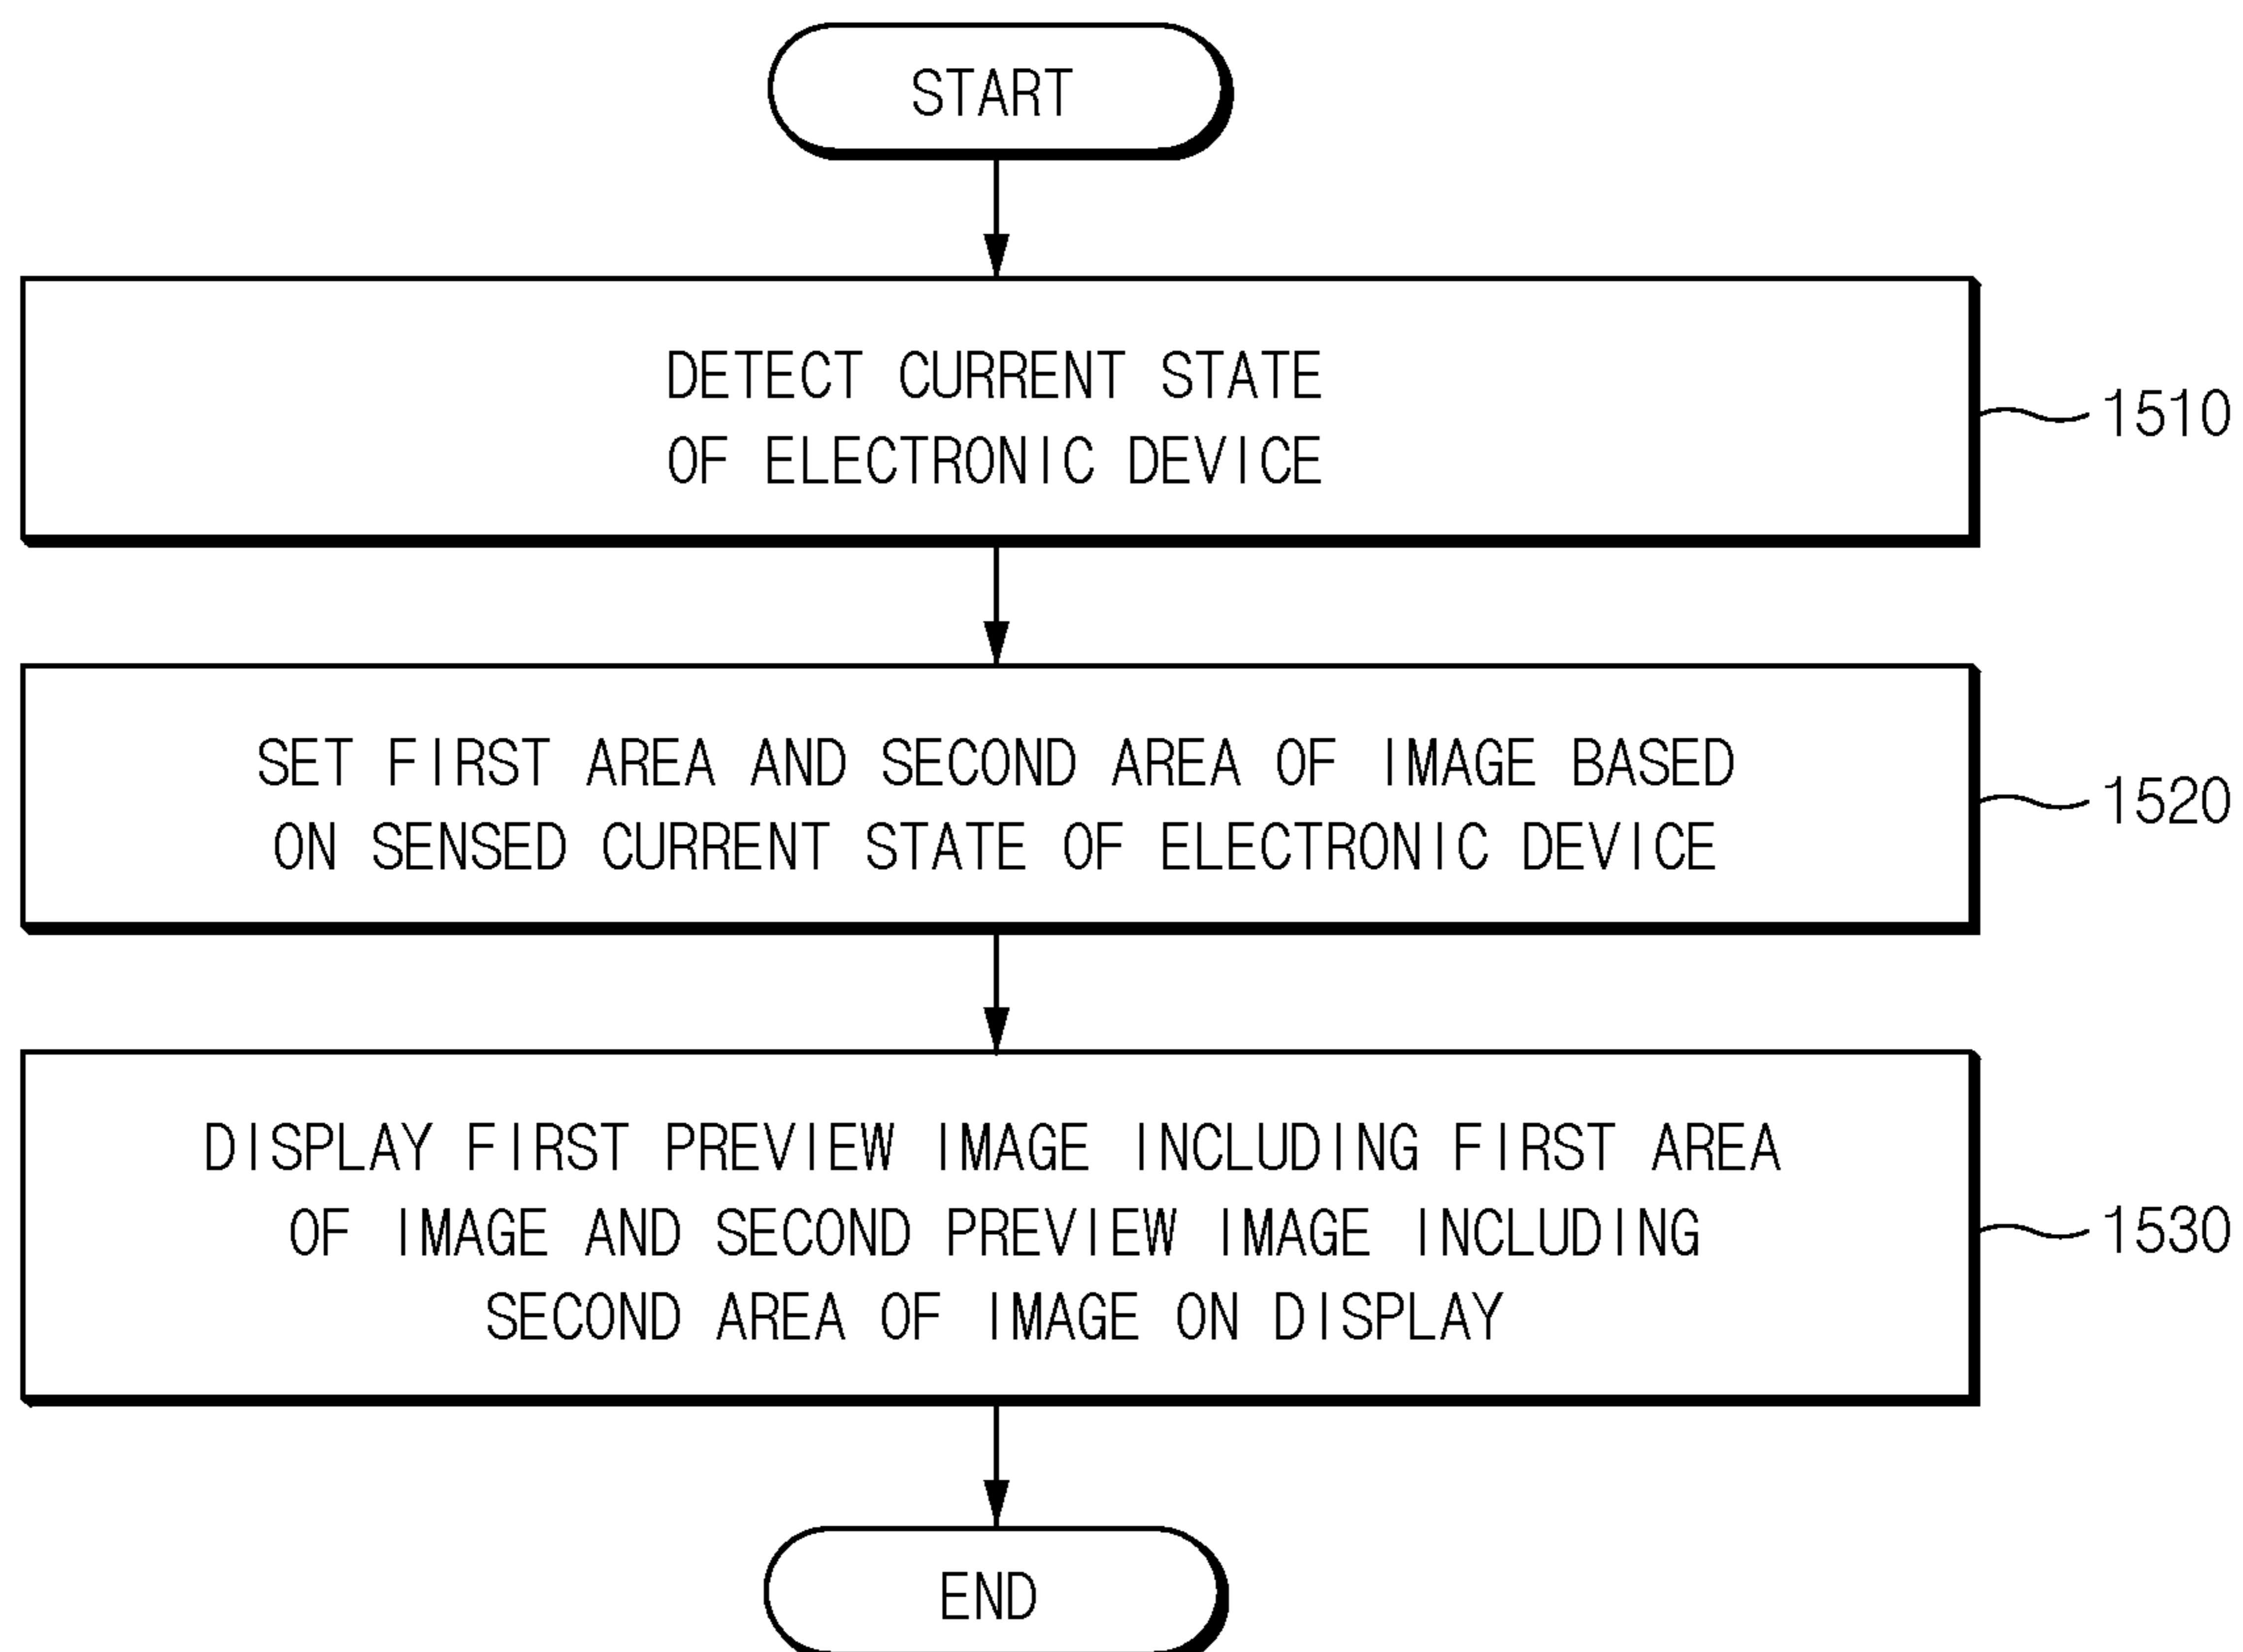 START
DETECT CURRENT STATE
OF ELECTRONIC DEVICE
1510
SET FIRST AREA AND SECOND AREA OF IMAGE BASED
ON SENSED CURRENT STATE OF ELECTRONIC DEVICE
1520
DISPLAY FIRST PREVIEW IMAGE INCLUDING FIRST AREA
OF IMAGE AND SECOND PREVIEW IMAGE INCLUDING
SECOND AREA OF IMAGE ON DISPLAY
1530
END